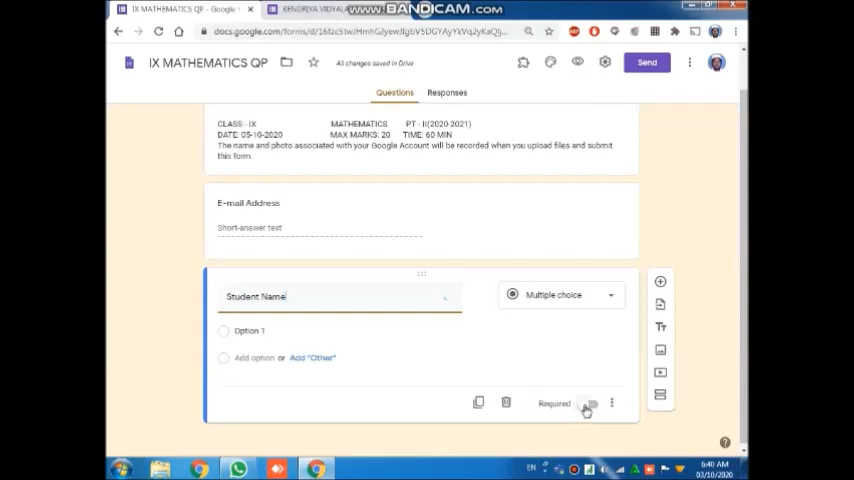 IX MATHEMATICS QF - Google
KENDRIYA VIDYALA
www.BANDICAM.com
IX MATHEMATICS QP
All changes saved in Drive
Send
Questions
Responses
CLASS - IX MATHEMATICS PT - II(2020-2021)
DATE: 05-10-2020 MAX MARKS: 20 TIME: 60 MIN
The name and photo associated with your Google Account will be recorded when you upload files and submit
this form.
E-mail Address
Short-answer text
Student Name
Multiple choice
Option 1
Add option or Add "Other"
Required
EN
6:40 AM
03/10/2020